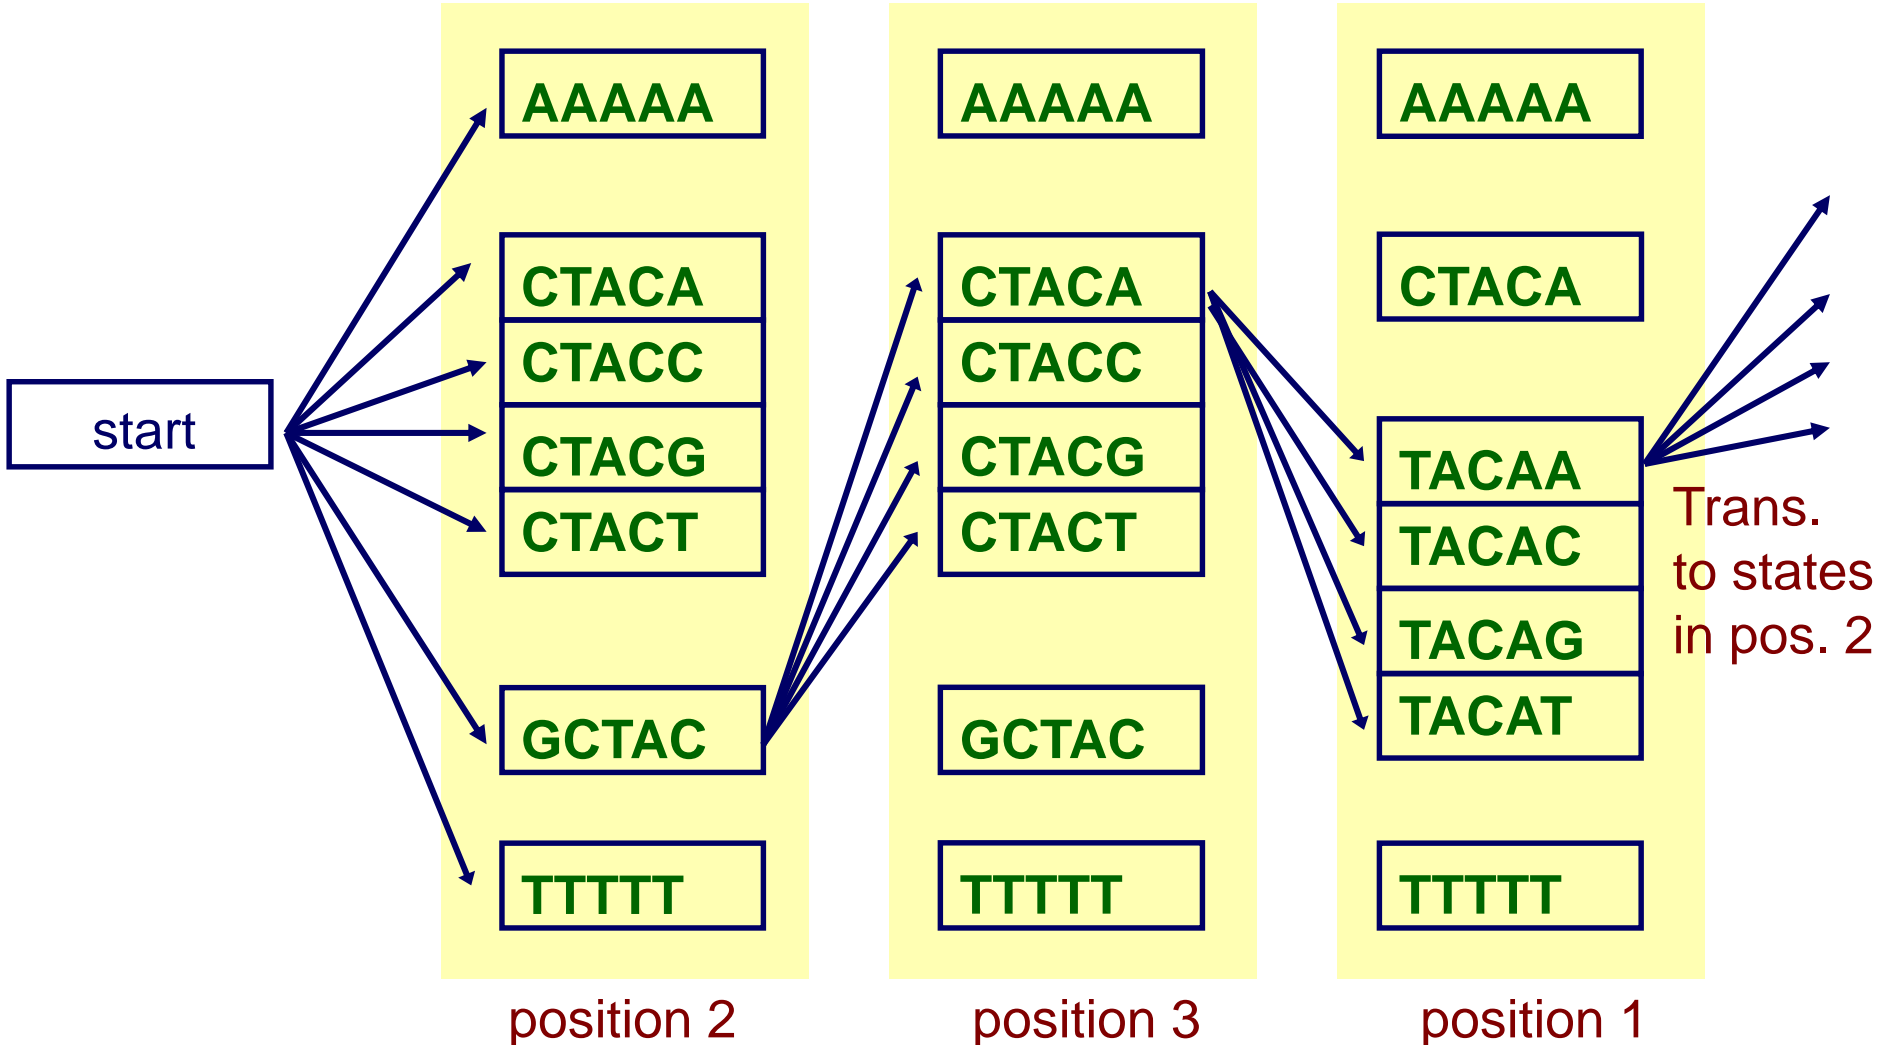 start
AAAAA
CTACA
CTACC
CTACG
CTACT
GCTAC
TTTTT
position 2
AAAAA
CTACA
CTACC
CTACG
CTACT
GCTAC
TTTTT
position 3
AAAAA
CTACA
TACAA
TACAC
TACAG
TACAT
TTTTT
position 1
Trans.
to states
in pos. 2